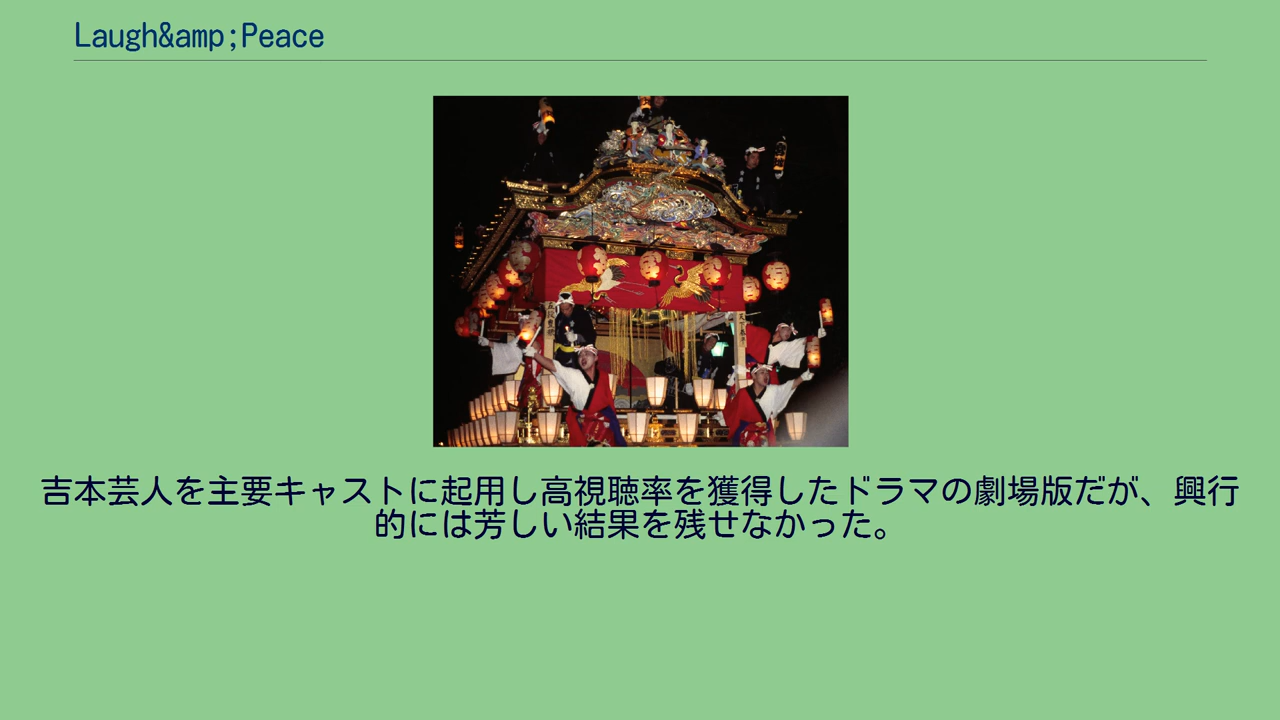 Laugh&amp;Peace
吉本芸人を主要キャストに起用し高視聴率を獲得したドラマの劇場版だが、興行
的には芳しい結果を残せなかった。